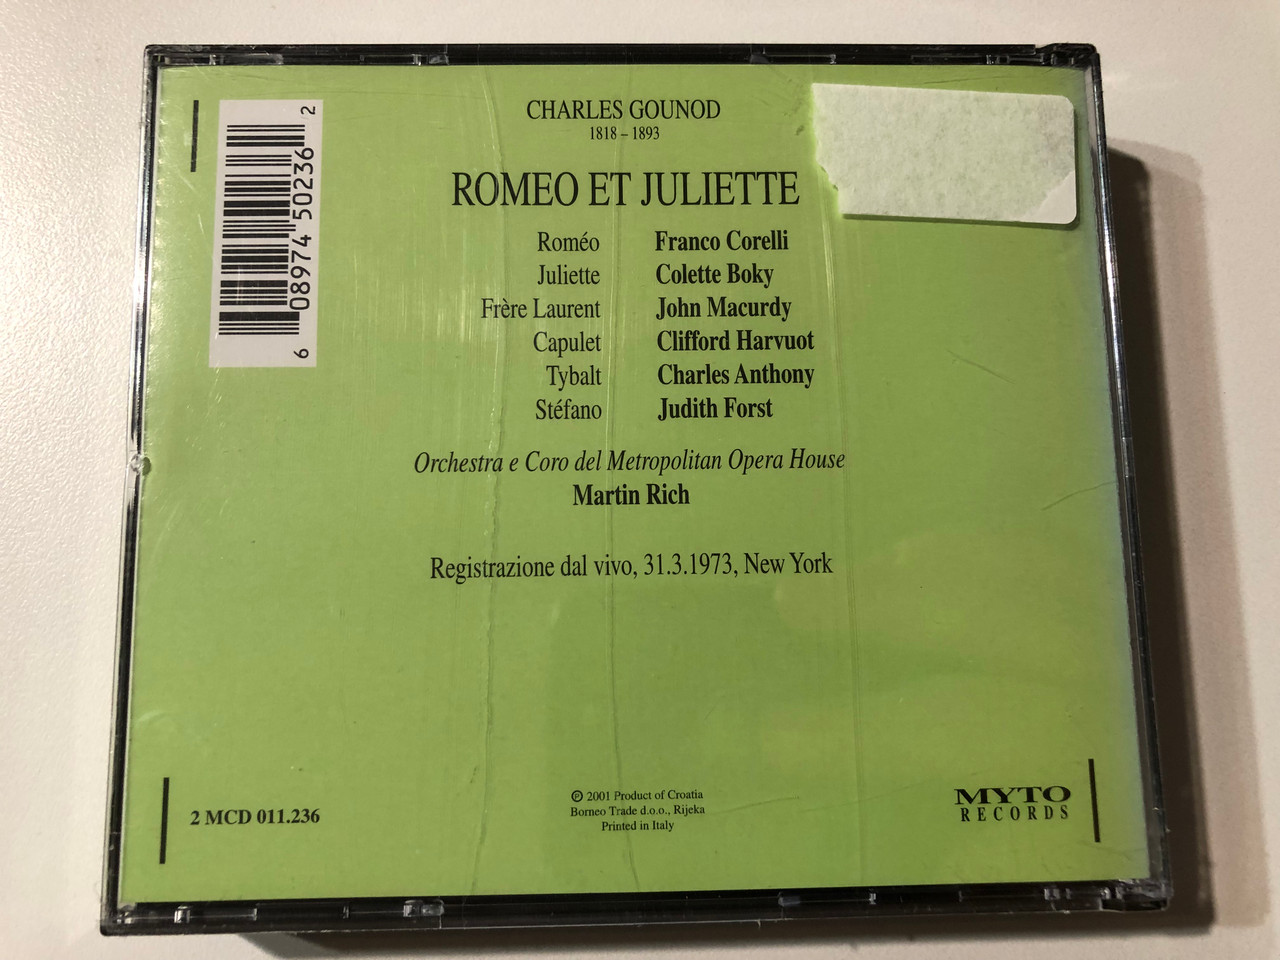 CHARLES GOUNOD
1818 – 1893
ROMEO ET JULIETTE
Roméo Franco Corelli
Juliette Colette Boky
Frère Laurent John Macurdy
Capulet Clifford Harvuot
Tybalt Charles Anthony
Stéfano Judith Forst
Orchestra e Coro del Metropolitan Opera House
Martin Rich
Registrazione dal vivo, 31.3.1973, New York
6 08974 50236 2
2 MCD 011.236
℗ 2001 Product of Croatia
Borneo Trade d.o.o., Rijeka
Printed in Italy
MYTO
RECORDS